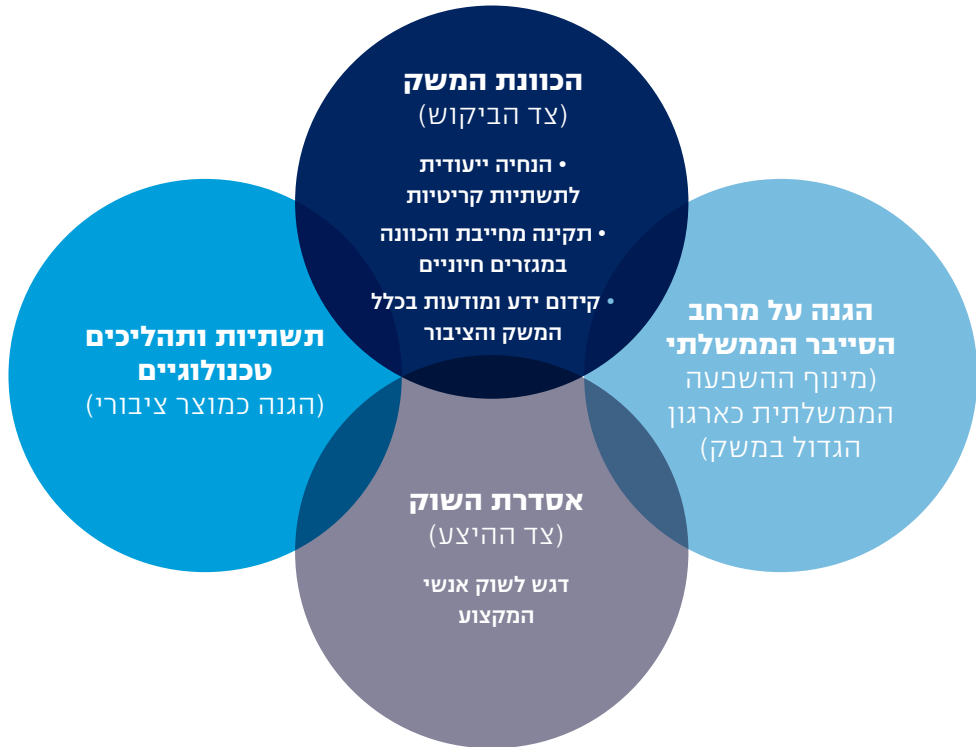 הכוונת המשק
(צד הביקוש)
• הנחיה ייעודית
לתשתיות קריטיות
• תקינה מחייבת והכוונה
במגזרים חיוניים
• קידום ידע ומודעות בכלל
המשק והציבור
הגנה על מרחב
הסייבר הממשלתי
(מינוף ההשפעה
הממשלתית כארגון
הגדול במשק)
תשתיות ותהליכים
טכנולוגיים
(הגנה כמוצר ציבורי)
אסדרת השוק
(צד ההיצע)
דגש לשוק אנשי
המקצוע